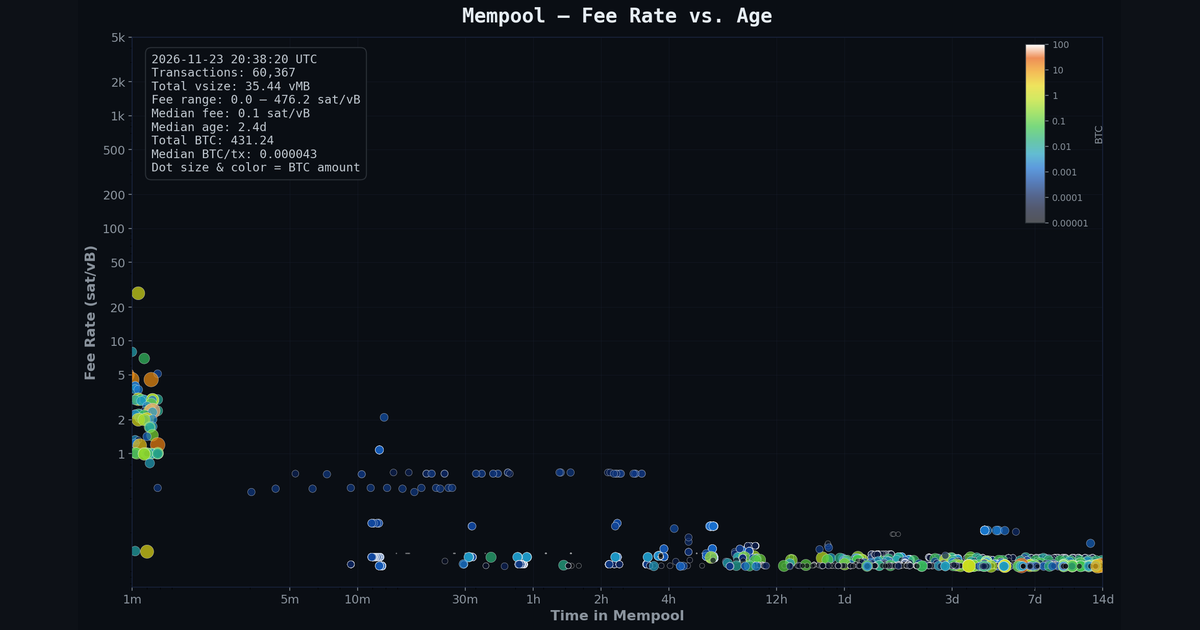 Mempool — Fee Rate vs. Age
2026-11-23 20:38:20 UTC
Transactions: 60,367
Total vsize: 35.44 vMB
Fee range: 0.0 – 476.2 sat/vB
Median fee: 0.1 sat/vB
Median age: 2.4d
Total BTC: 431.24
Median BTC/tx: 0.000043
Dot size & color = BTC amount
100
10
1
0.1
0.01
0.001
0.0001
0.00001
BTC
Fee Rate (sat/vB)
5k
2k
1k
500
200
100
50
20
10
5
2
1
1m 5m 10m 30m 1h 2h 4h 12h 1d 3d 7d 14d
Time in Mempool